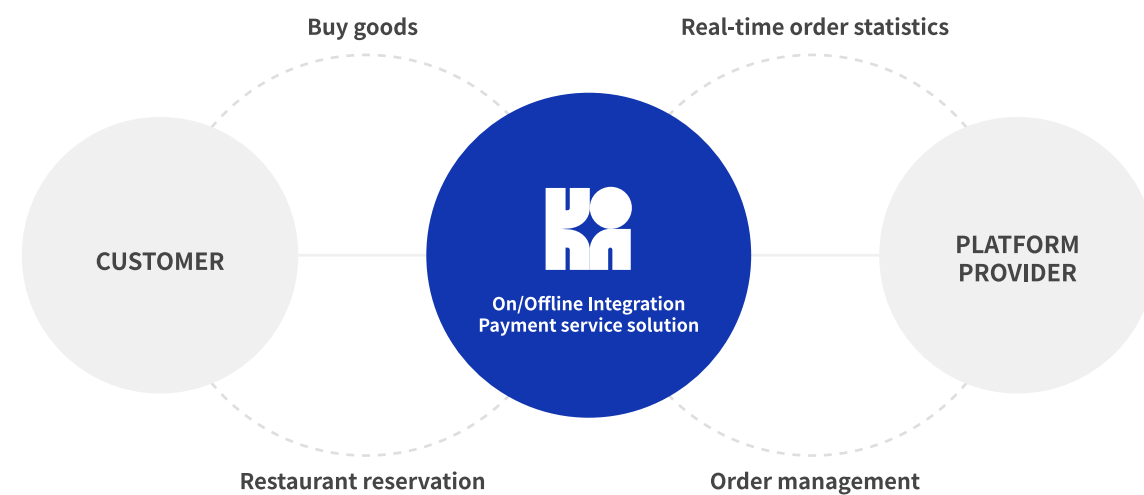 Buy goods
Real-time order statistics
CUSTOMER
KONA
On/Offline Integration
Payment service solution
PLATFORM
PROVIDER
Restaurant reservation
Order management